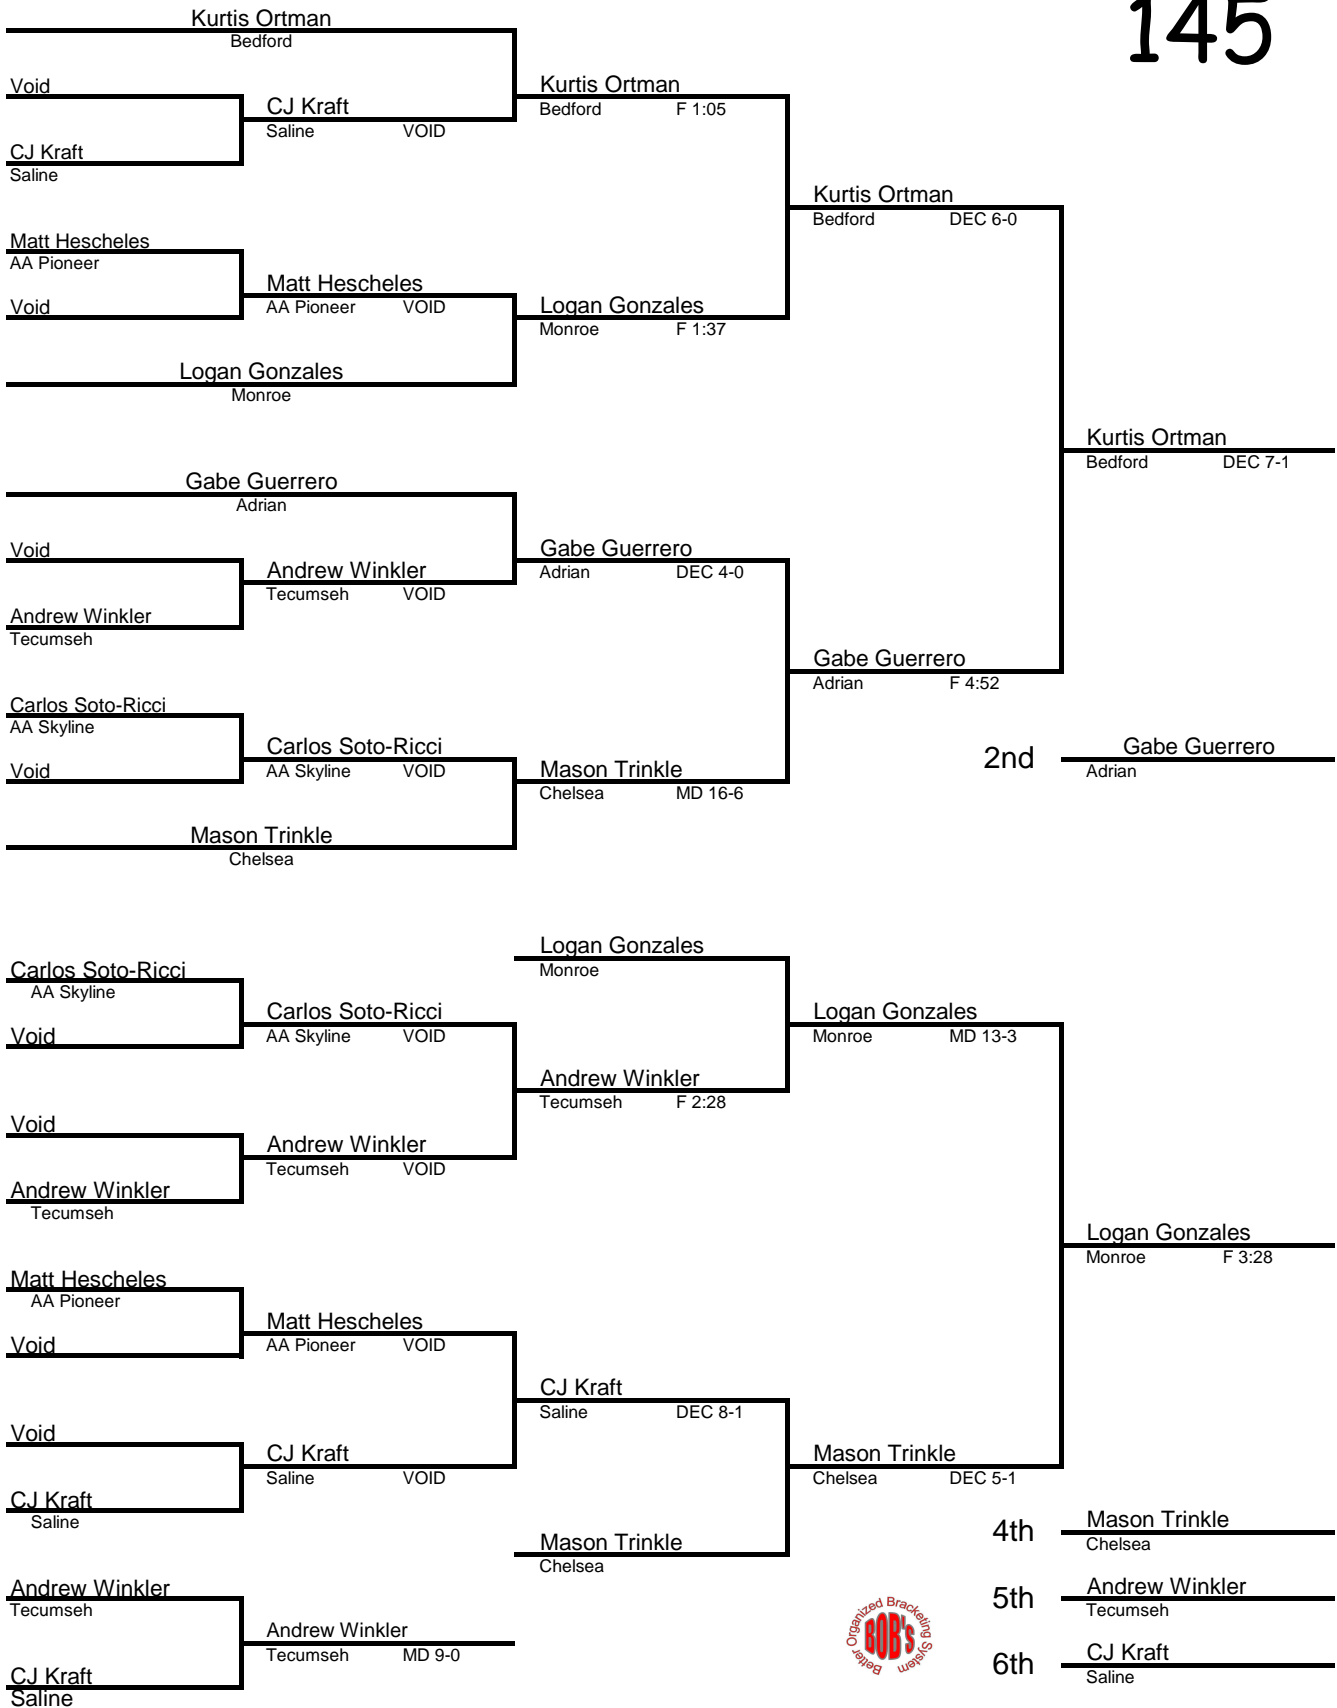 145
Kurtis Ortman
Bedford
Void
CJ Kraft
Saline VOID
CJ Kraft
Saline
Kurtis Ortman
Bedford F 1:05
Matt Hescheles
AA Pioneer
Void
Matt Hescheles
AA Pioneer VOID
Logan Gonzales
Monroe F 1:37
Logan Gonzales
Monroe
Kurtis Ortman
Bedford DEC 6-0
Gabe Guerrero
Adrian
Void
Andrew Winkler
Tecumseh VOID
Andrew Winkler
Tecumseh
Gabe Guerrero
Adrian DEC 4-0
Carlos Soto-Ricci
AA Skyline
Void
Carlos Soto-Ricci
AA Skyline VOID
Mason Trinkle
Chelsea MD 16-6
Mason Trinkle
Chelsea
Gabe Guerrero
Adrian F 4:52
Kurtis Ortman
Bedford DEC 7-1
2nd Gabe Guerrero
Adrian
Carlos Soto-Ricci
AA Skyline
Void
Carlos Soto-Ricci
AA Skyline VOID
Logan Gonzales
Monroe
Void
Andrew Winkler
Tecumseh
Andrew Winkler
Tecumseh VOID
Andrew Winkler
Tecumseh F 2:28
Logan Gonzales
Monroe MD 13-3
Matt Hescheles
AA Pioneer
Void
Matt Hescheles
AA Pioneer VOID
Void
CJ Kraft
Saline
CJ Kraft
Saline VOID
CJ Kraft
Saline DEC 8-1
Mason Trinkle
Chelsea
Mason Trinkle
Chelsea DEC 5-1
Logan Gonzales
Monroe F 3:28
Andrew Winkler
Tecumseh
CJ Kraft
Saline
Andrew Winkler
Tecumseh MD 9-0
Better Organized Bracketing System
BOB'S
4th Mason Trinkle
Chelsea
5th Andrew Winkler
Tecumseh
6th CJ Kraft
Saline